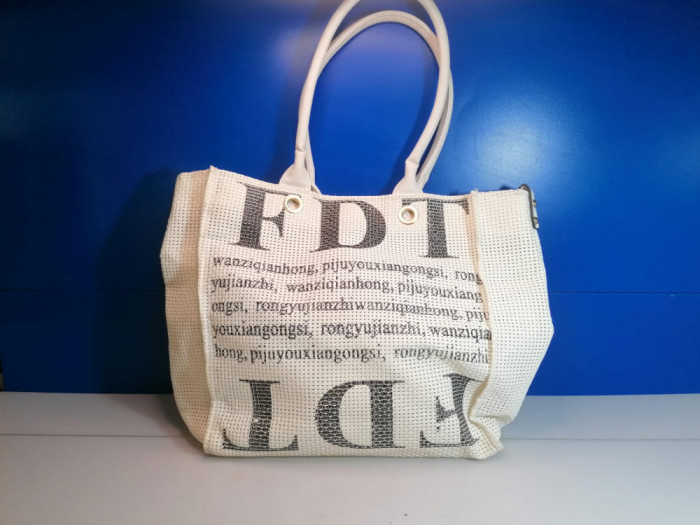 FDT
wanziqianhong, pijuyouxiangongsi, rong
yujianzhi, wanziqianhong, pijuyouxiang
ongsi, rongyujianzhiwanziqianhong, piju
youxiangongsi, rongyujianzhi, wanziqia
hong, pijuyouxiangongsi, rongyujianzhi
FDT